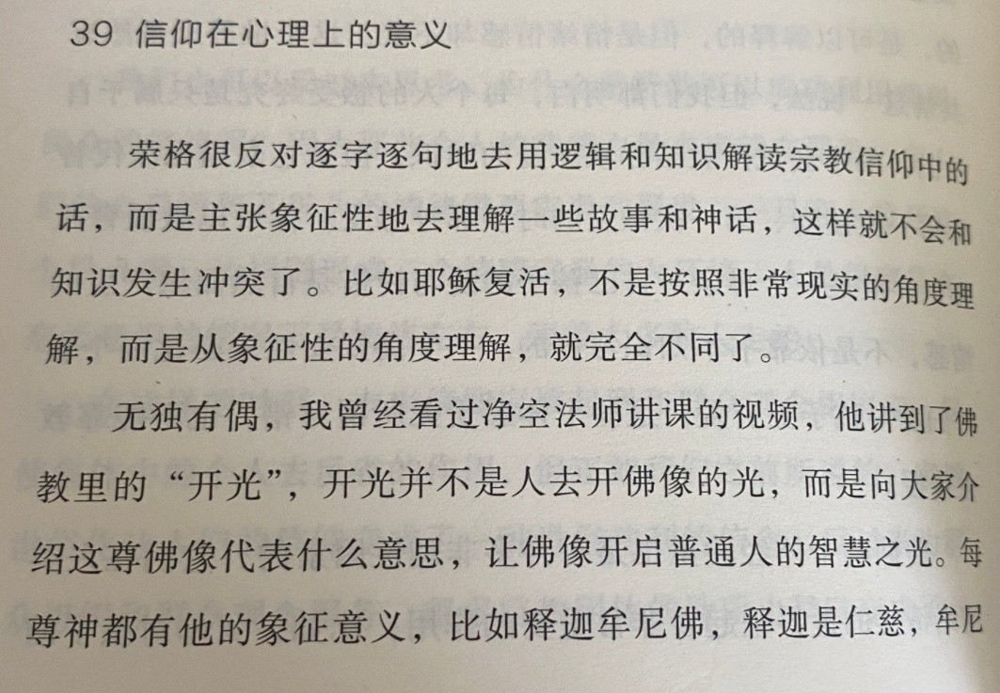 39 信仰在心理上的意义
荣格很反对逐字逐句地去用逻辑和知识解读宗教信仰中的
话，而是主张象征性地去理解一些故事和神话，这样就不会和
知识发生冲突了。比如耶稣复活，不是按照非常现实的角度理
解，而是从象征性的角度理解，就完全不同了。
无独有偶，我曾经看过净空法师讲课的视频，他讲到了佛
教里的“开光”，开光并不是人去开佛像的光，而是向大家介
绍这尊佛像代表什么意思，让佛像开启普通人的智慧之光。每
尊神都有他的象征意义，比如释迦牟尼佛，释迦是仁慈，牟尼